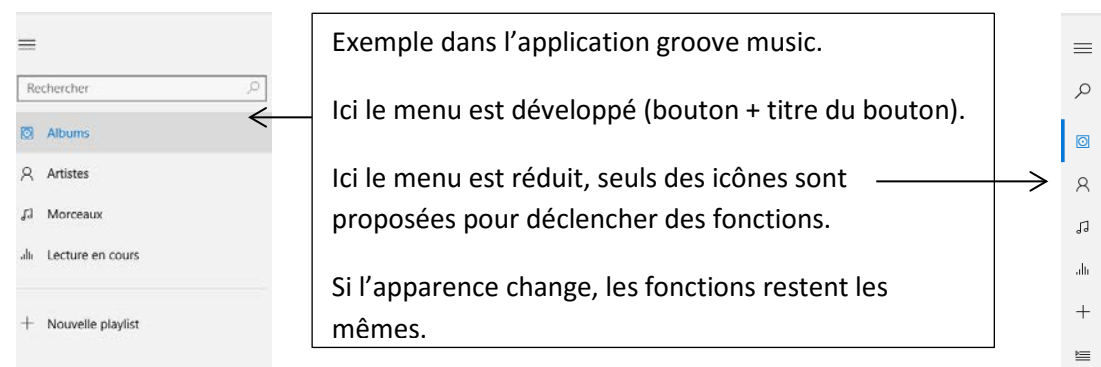 Rechercher
Albums
Artistes
Morceaux
Lecture en cours
Nouvelle playlist
Exemple dans l’application groove music.
Ici le menu est développé (bouton + titre du bouton).
Ici le menu est réduit, seuls des icônes sont
proposées pour déclencher des fonctions.
Si l’apparence change, les fonctions restent les
mêmes.